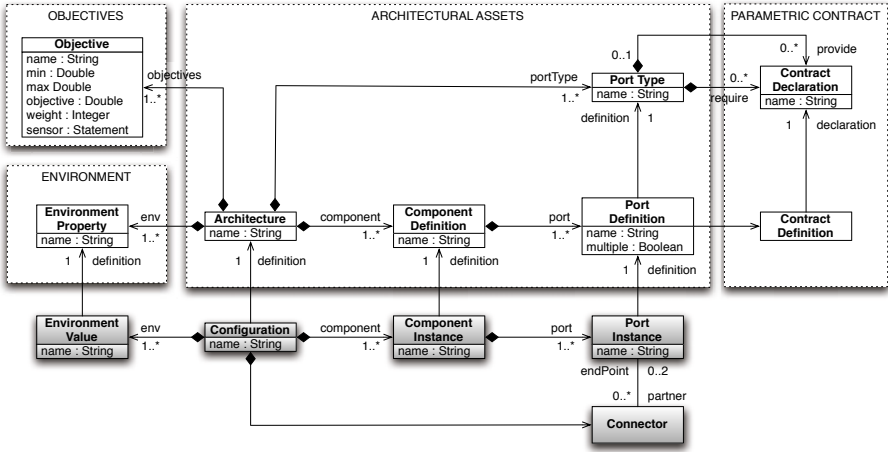 OBJECTIVES
ARCHITECTURAL ASSETS
PARAMETRIC CONTRACT
Objective
name : String
min : Double
max Double
objective : Double
weight : Integer
sensor : Statement
objectives
1..*
portType
1..*
Port Type
name : String
0..1
0..*
provide
0..*
require
Contract
Declaration
name : String
definition
1
1
declaration
ENVIRONMENT
Environment
Property
name : String
env
1..*
Architecture
name : String
component
1..*
Component
Definition
name : String
port
1..*
Port
Definition
name : String
multiple : Boolean
Contract
Definition
1
definition
1
definition
1
definition
1
definition
Environment
Value
name : String
env
1..*
Configuration
name : String
component
1..*
Component
Instance
name : String
port
1..*
Port
Instance
name : String
endPoint
0..2
0..*
partner
Connector